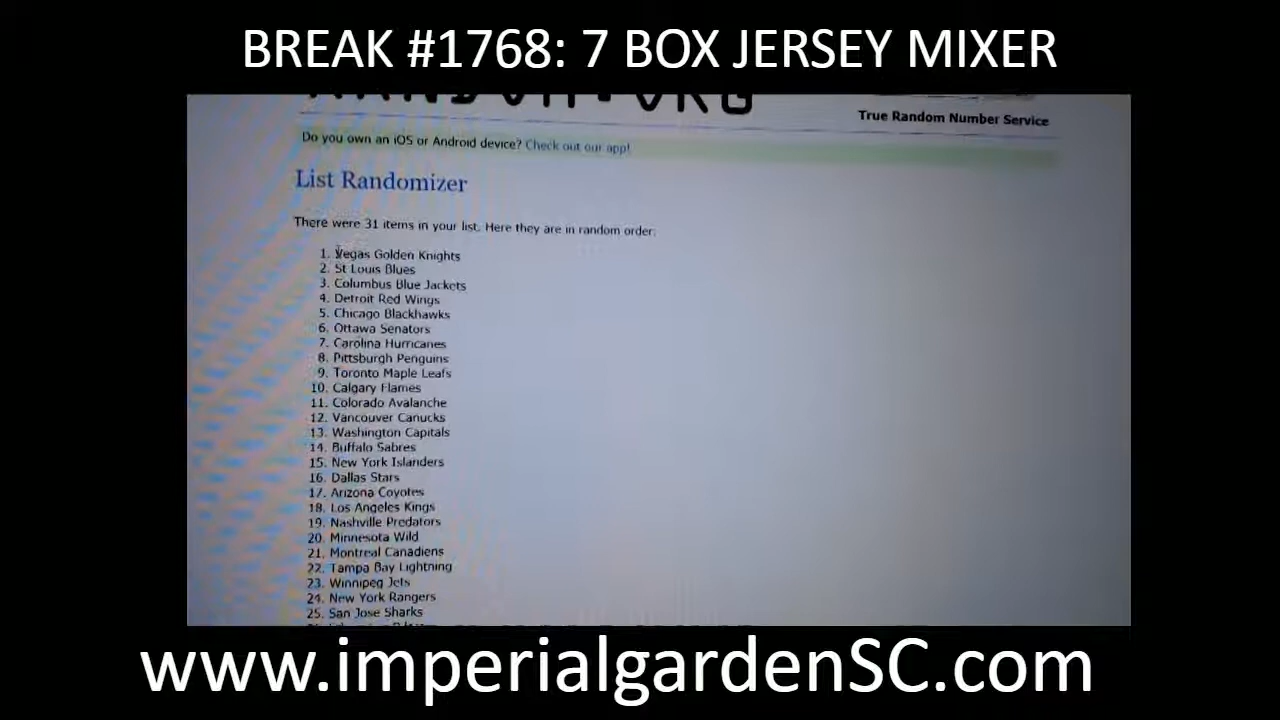 BREAK #1768: 7 BOX JERSEY MIXER
True Random Number Service
Do you own an iOS or Android device? Check out our app!
List Randomizer
There were 31 items in your list. Here they are in random order:
1. Vegas Golden Knights
2. St Louis Blues
3. Columbus Blue Jackets
4. Detroit Red Wings
5. Chicago Blackhawks
6. Ottawa Senators
7. Carolina Hurricanes
8. Pittsburgh Penguins
9. Toronto Maple Leafs
10. Calgary Flames
11. Colorado Avalanche
12. Vancouver Canucks
13. Washington Capitals
14. Buffalo Sabres
15. New York Islanders
16. Dallas Stars
17. Arizona Coyotes
18. Los Angeles Kings
19. Nashville Predators
20. Minnesota Wild
21. Montreal Canadiens
22. Tampa Bay Lightning
23. Winnipeg Jets
24. New York Rangers
25. San Jose Sharks
www.imperialgardenSC.com